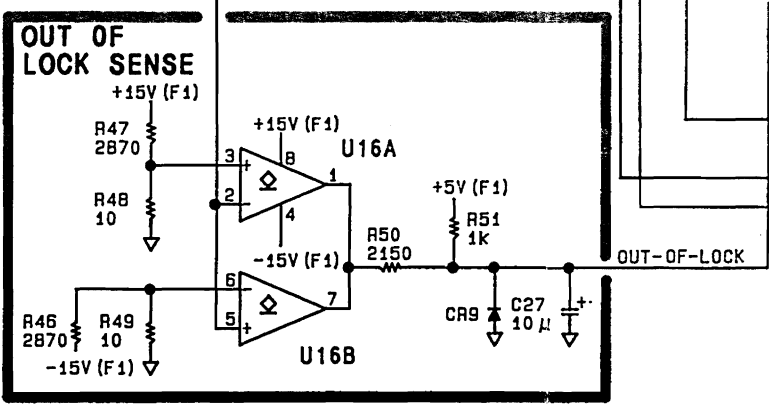 OUT OF
LOCK SENSE
+15V (F1)
R47
2870
R48
10
3
+
2
-
+15V (F1)
8
U16A
1
4
-15V (F1)
6
-
5
+
7
U16B
R46
2870
R49
10
-15V (F1)
R50
2150
+5V (F1)
R51
1k
CR9
C27
10 µ
+
OUT-OF-LOCK